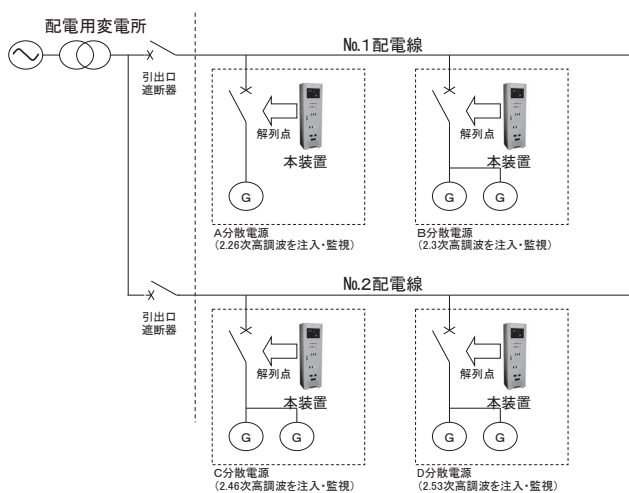 配電用変電所
№.1配電線
引出口
遮断器
解列点
本装置
G
A分散電源
(2.26次高調波を注入・監視)
解列点
本装置
G
G
B分散電源
(2.3次高調波を注入・監視)
№.2配電線
引出口
遮断器
解列点
本装置
G
G
C分散電源
(2.46次高調波を注入・監視)
解列点
本装置
G
G
D分散電源
(2.53次高調波を注入・監視)